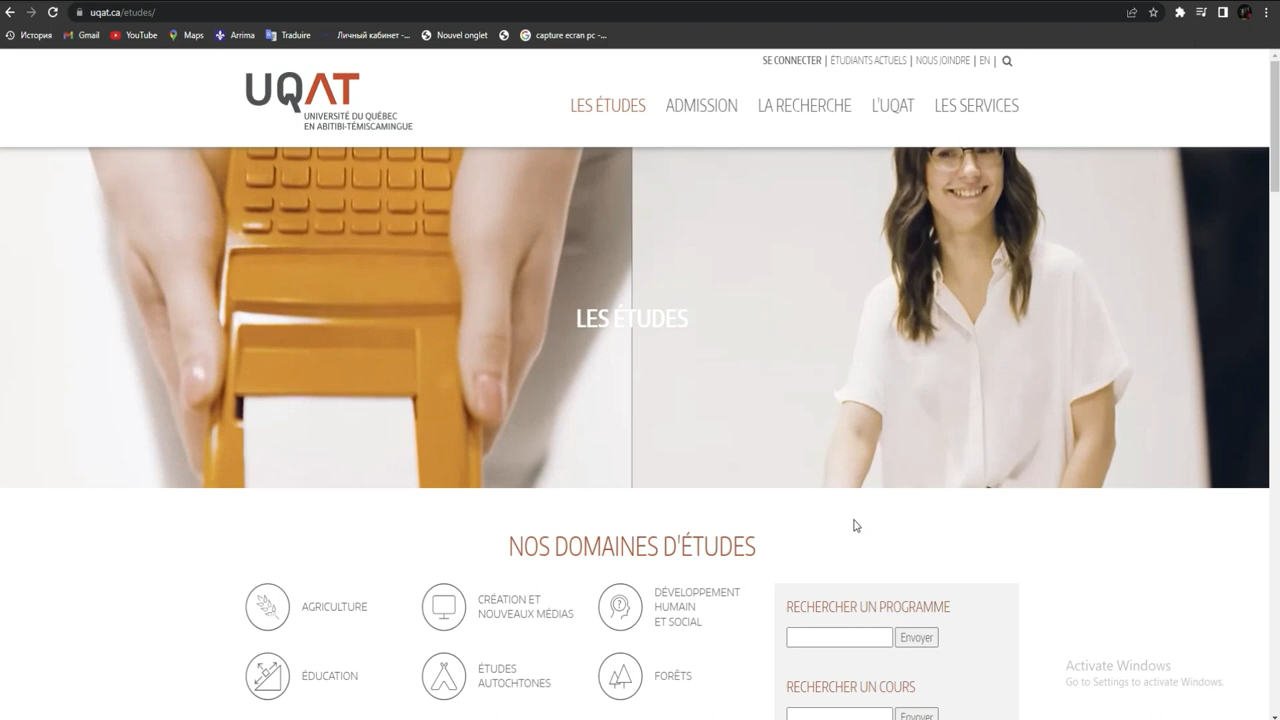 uqat.ca/etudes/
История
Gmail
YouTube
Maps
Arrima
Traduire
Личный кабинет -...
Nouvel onglet
capture ecran pc -...
SE CONNECTER | ÉTUDIANTS ACTUELS | NOUS JOINDRE | EN |
UQAT
UNIVERSITÉ DU QUÉBEC
EN ABITIBI-TÉMISCAMINGUE
LES ÉTUDES
ADMISSION
LA RECHERCHE
L'UQAT
LES SERVICES
LES ÉTUDES
NOS DOMAINES D'ÉTUDES
AGRICULTURE
CRÉATION ET
NOUVEAUX MÉDIAS
DÉVELOPPEMENT
HUMAIN
ET SOCIAL
ÉDUCATION
ÉTUDES
AUTOCHTONES
FORÊTS
RECHERCHER UN PROGRAMME
Envoyer
RECHERCHER UN COURS
Envoyer
Activate Windows
Go to Settings to activate Windows.